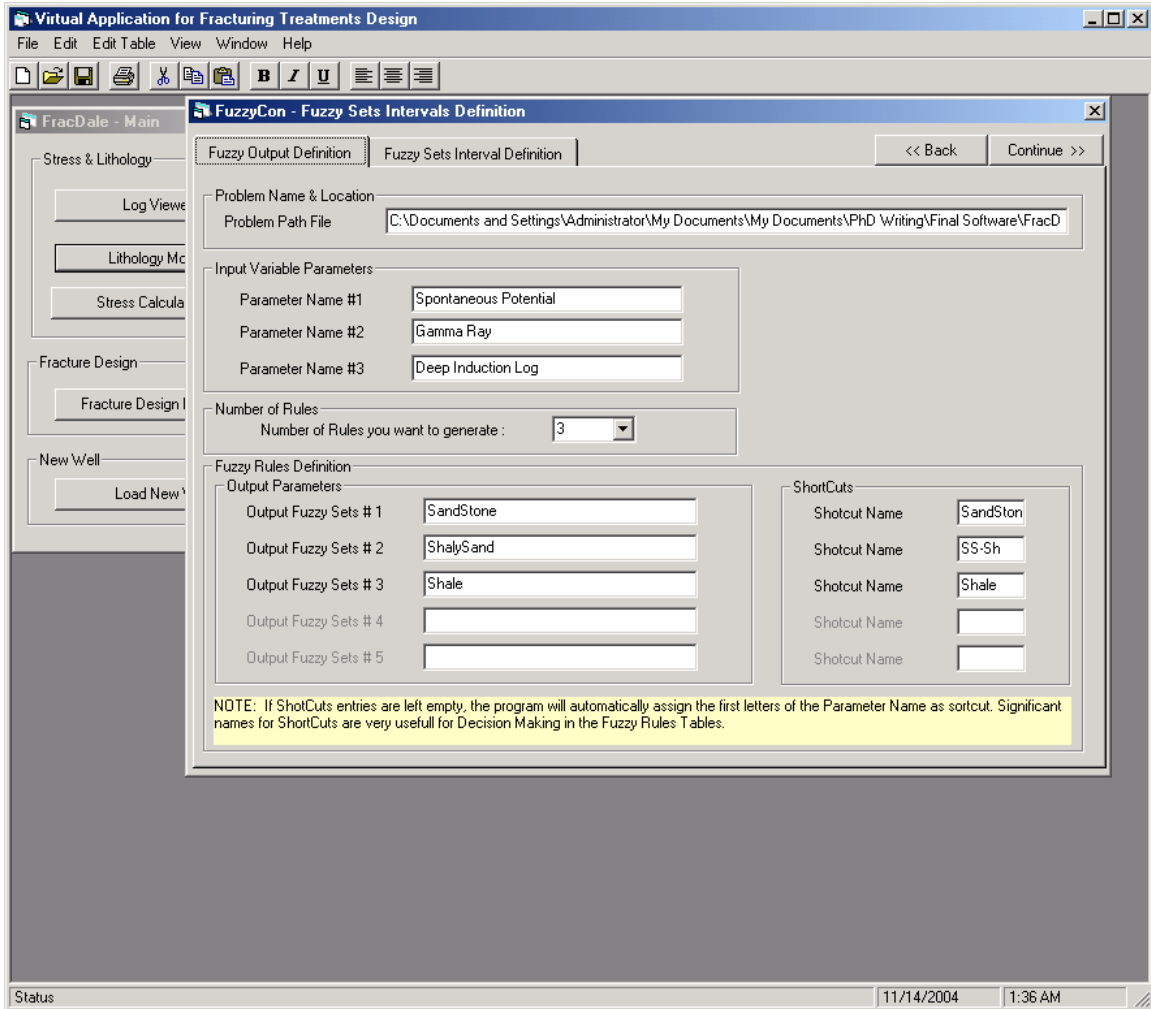 Virtual Application for Fracturing Treatments Design
File Edit Edit Table View Window Help
B I U
FracDale - Main
Stress & Lithology
Log Viewe
Lithology Mo
Stress Calcula
Fracture Design
Fracture Design
New Well
Load New
FuzzyCon - Fuzzy Sets Intervals Definition
Fuzzy Output Definition Fuzzy Sets Interval Definition << Back Continue >>
Problem Name & Location
Problem Path File C:\Documents and Settings\Administrator\My Documents\My Documents\PhD Writing\Final Software\FracD
Input Variable Parameters
Parameter Name #1 Spontaneous Potential
Parameter Name #2 Gamma Ray
Parameter Name #3 Deep Induction Log
Number of Rules
Number of Rules you want to generate : 3
Fuzzy Rules Definition
Output Parameters
Output Fuzzy Sets # 1 SandStone
Output Fuzzy Sets # 2 ShalySand
Output Fuzzy Sets # 3 Shale
Output Fuzzy Sets # 4
Output Fuzzy Sets # 5
ShortCuts
Shotcut Name SandSton
Shotcut Name SS-Sh
Shotcut Name Shale
Shotcut Name
Shotcut Name
NOTE: If ShotCuts entries are left empty, the program will automatically assign the first letters of the Parameter Name as sortcut. Significant
names for ShortCuts are very usefull for Decision Making in the Fuzzy Rules Tables.
Status 11/14/2004 1:36 AM